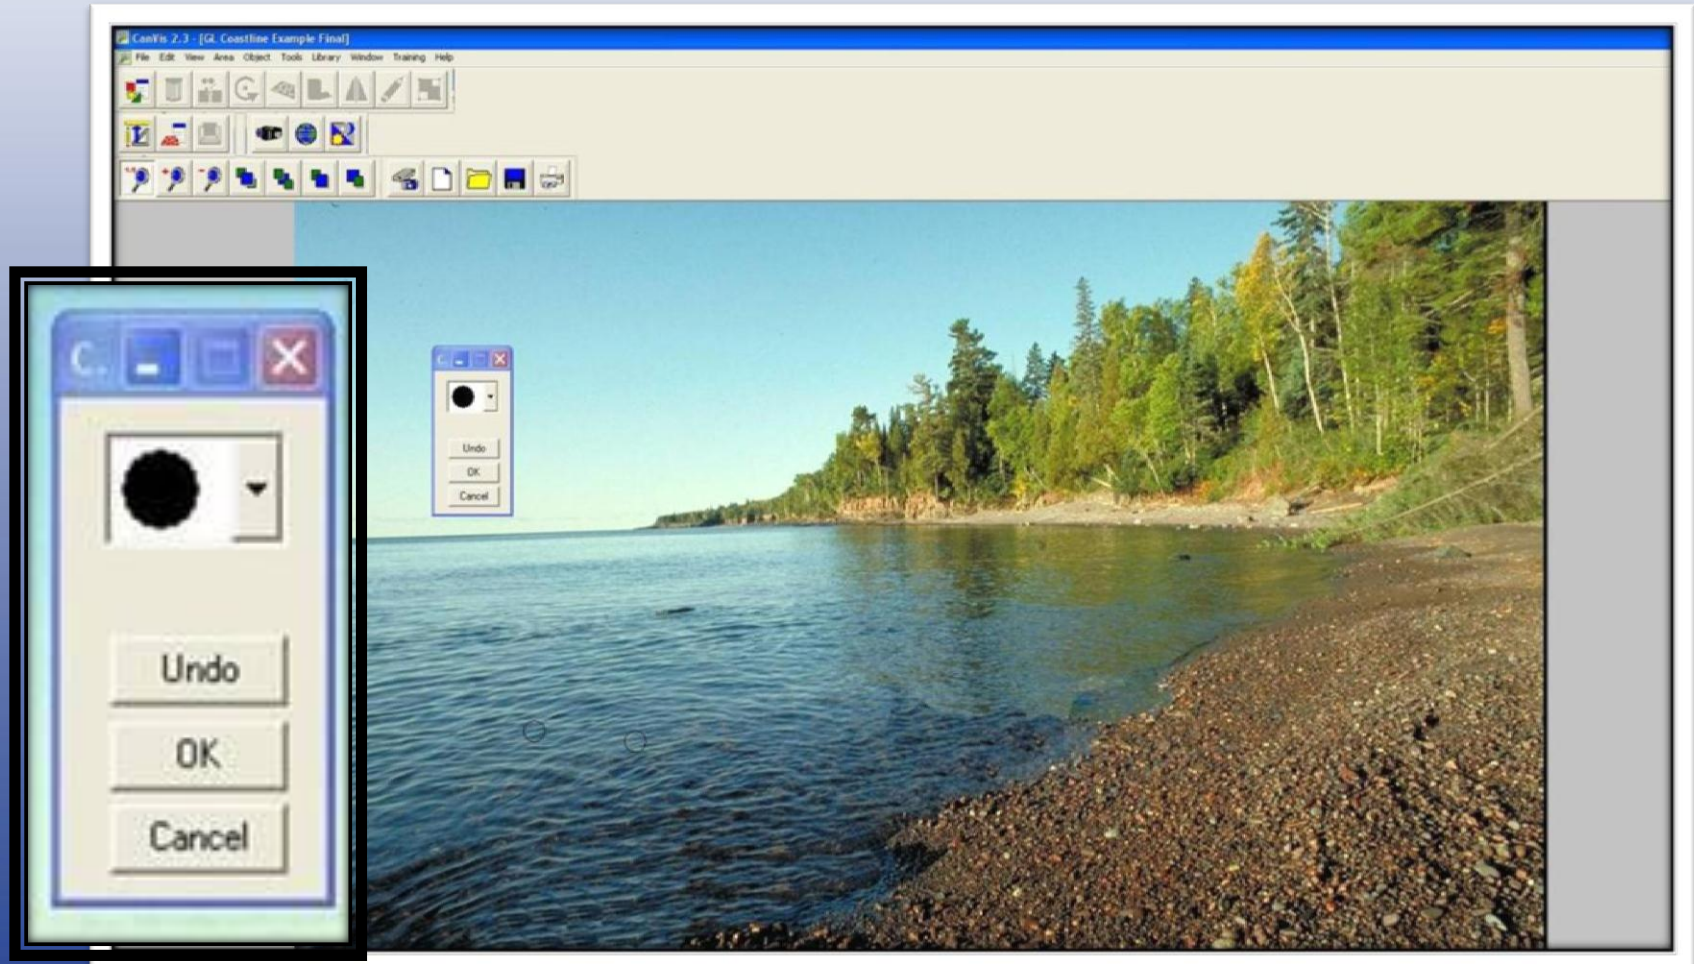 CanVis 2.3 - [GL Coastline Example Final]
File Edit View Area Object Tools Library Window Training Help
C.
Undo
OK
Cancel
C.
Undo
OK
Cancel